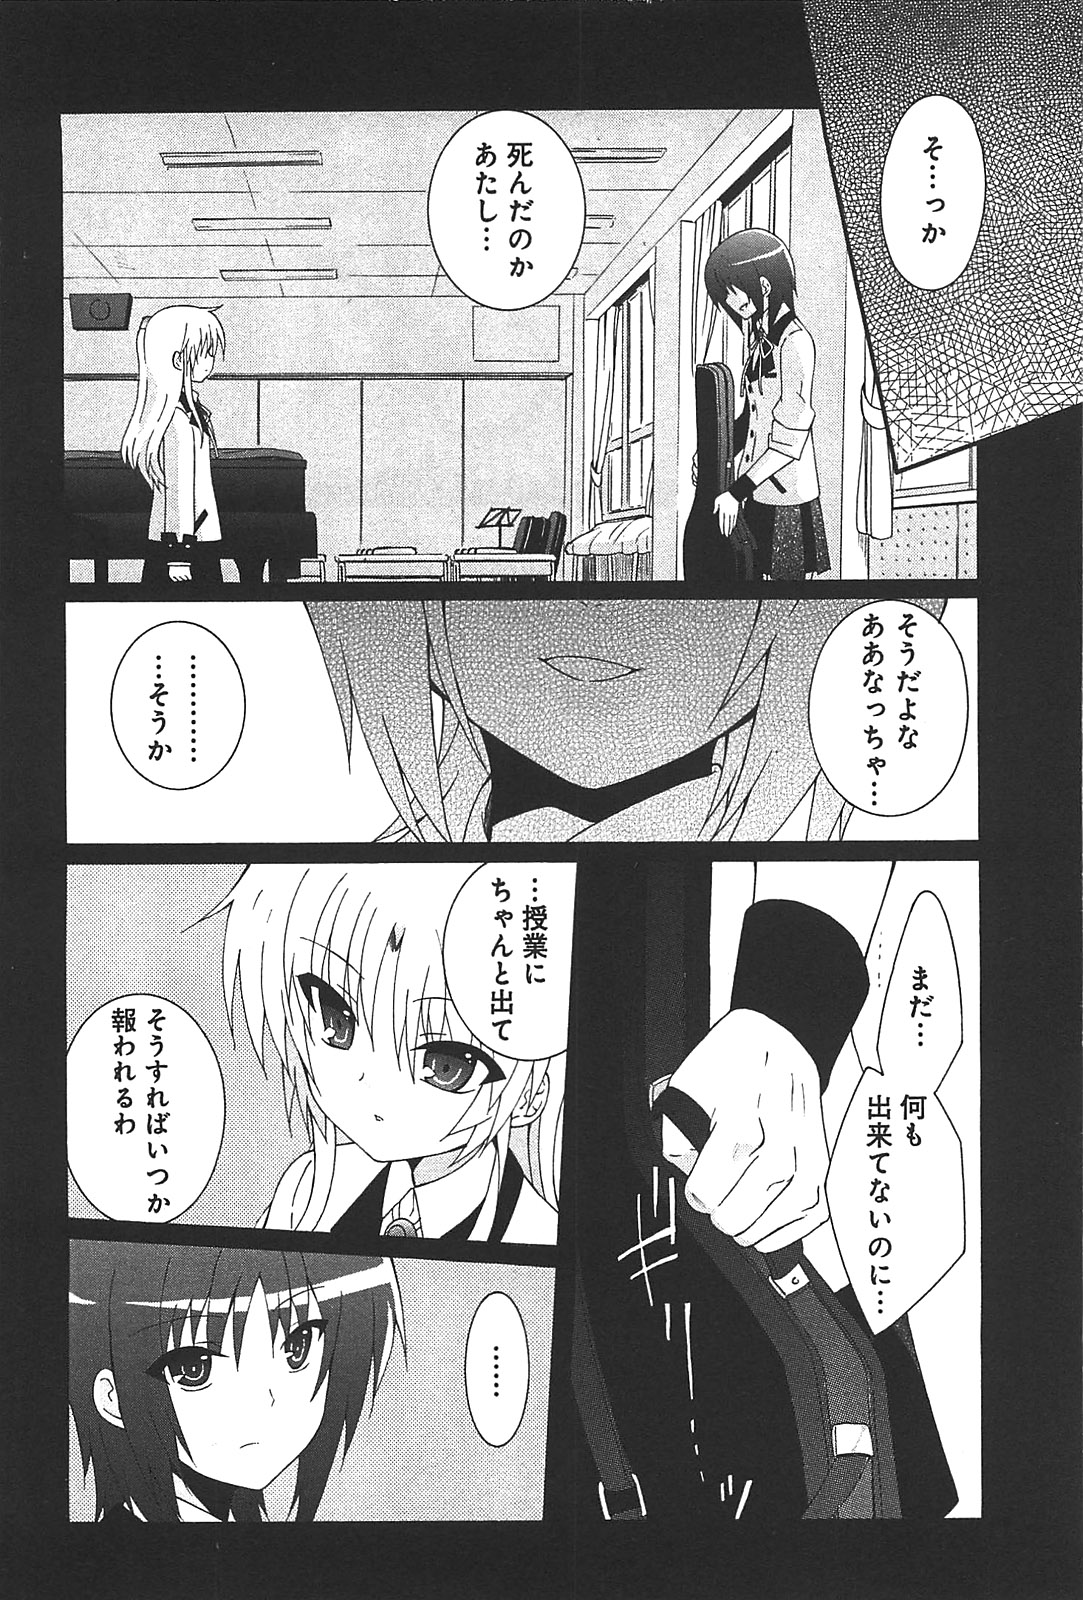 そ…っか
死んだのか
あたし…
そうだよな
ああなっちゃ…
…………
…そうか
まだ…
何も
出来てないのに…
…授業に
ちゃんと出て
そうすればいつか
報われるわ
……